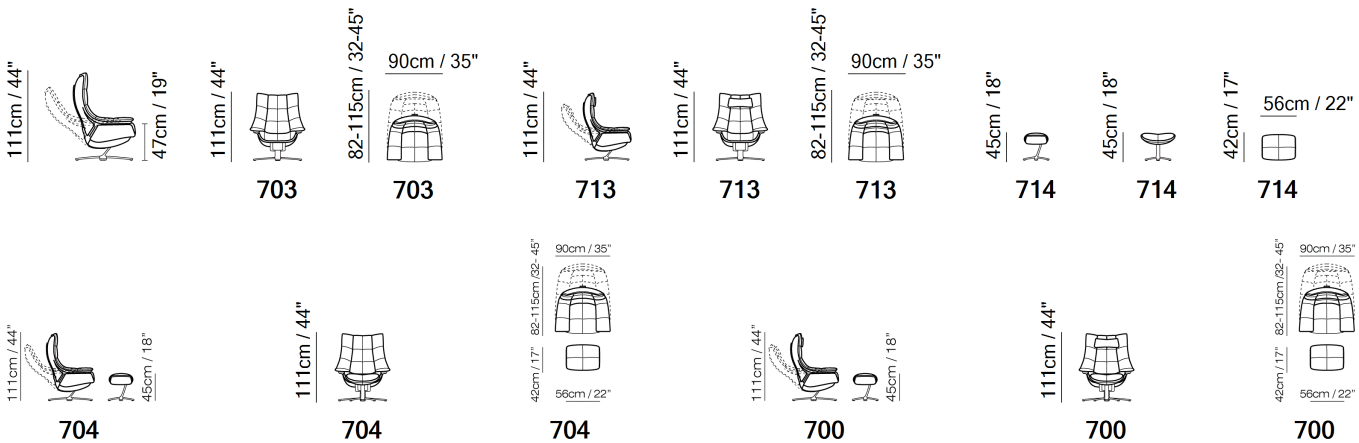 111cm / 44"
47cm / 19"
111cm / 44"
703
82-115cm / 32-45"
90cm / 35"
703
111cm / 44"
713
111cm / 44"
713
82-115cm / 32-45"
90cm / 35"
713
45cm / 18"
714
45cm / 18"
714
42cm / 17"
56cm / 22"
714
111cm / 44"
45cm / 18"
704
111cm / 44"
704
90cm / 35"
82-115cm /32- 45"
42cm / 17"
56cm / 22"
704
111cm / 44"
45cm / 18"
700
111cm / 44"
700
90cm / 35"
82-115cm /32- 45"
42cm / 17"
56cm / 22"
700